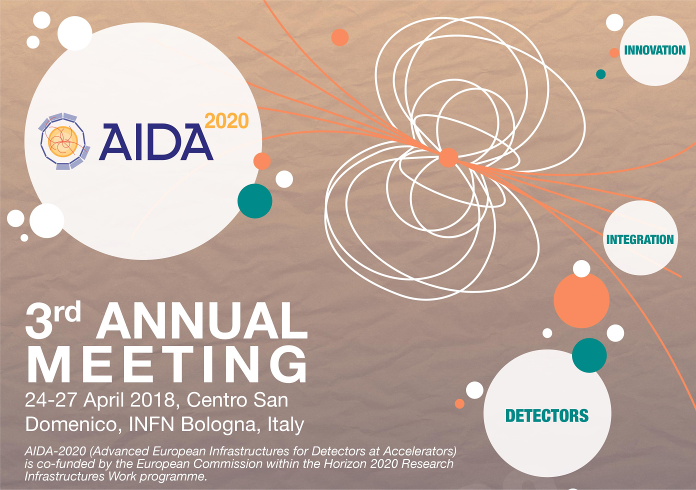 AIDA 2020
INNOVATION
INTEGRATION
3rd ANNUAL
MEETING
24-27 April 2018, Centro San
Domenico, INFN Bologna, Italy
DETECTORS
AIDA-2020 (Advanced European Infrastructures for Detectors at Accelerators)
is co-funded by the European Commission within the Horizon 2020 Research
Infrastructures Work programme.